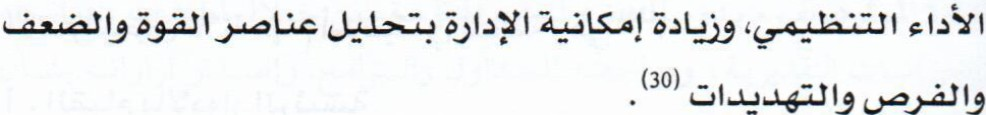 الأداء التنظيمي، وزيادة إمكانية الإدارة بتحليل عناصر القوة والضعف
والفرص والتهديدات (30).